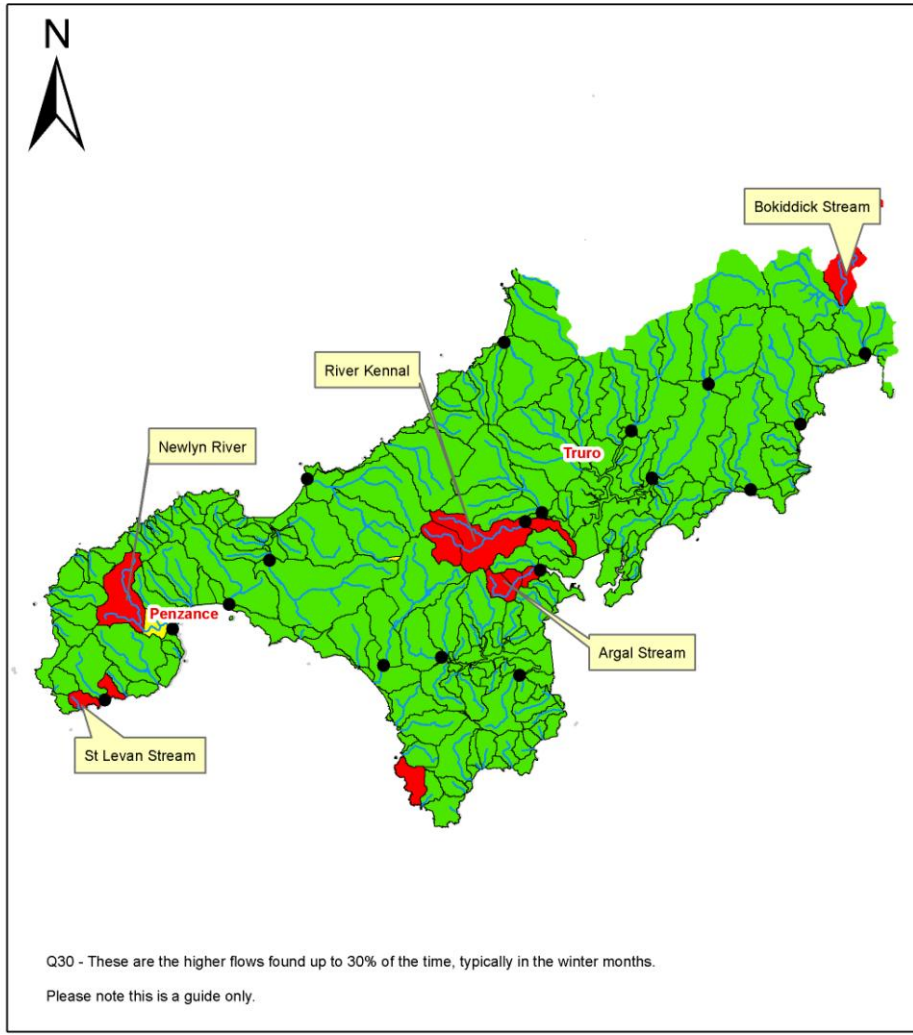 N
Bokiddick Stream
River Kennal
Newlyn River
Truro
Penzance
Argal Stream
St Levan Stream
Q30 - These are the higher flows found up to 30% of the time, typically in the winter months.
Please note this is a guide only.